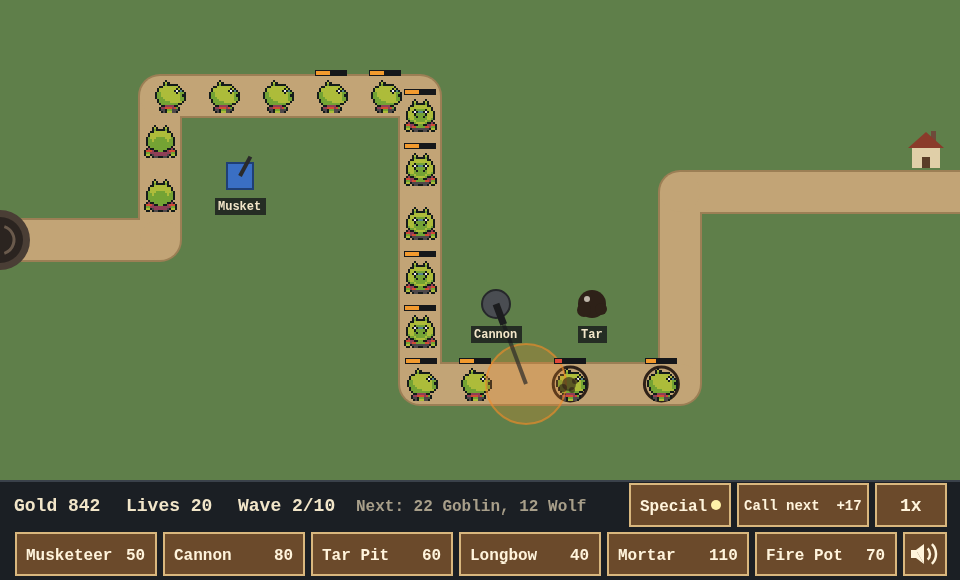 Musket
Cannon
Tar
Gold 842 Lives 20 Wave 2/10 Next: 22 Goblin, 12 Wolf Special Call next +17 1x
Musketeer 50 Cannon 80 Tar Pit 60 Longbow 40 Mortar 110 Fire Pot 70